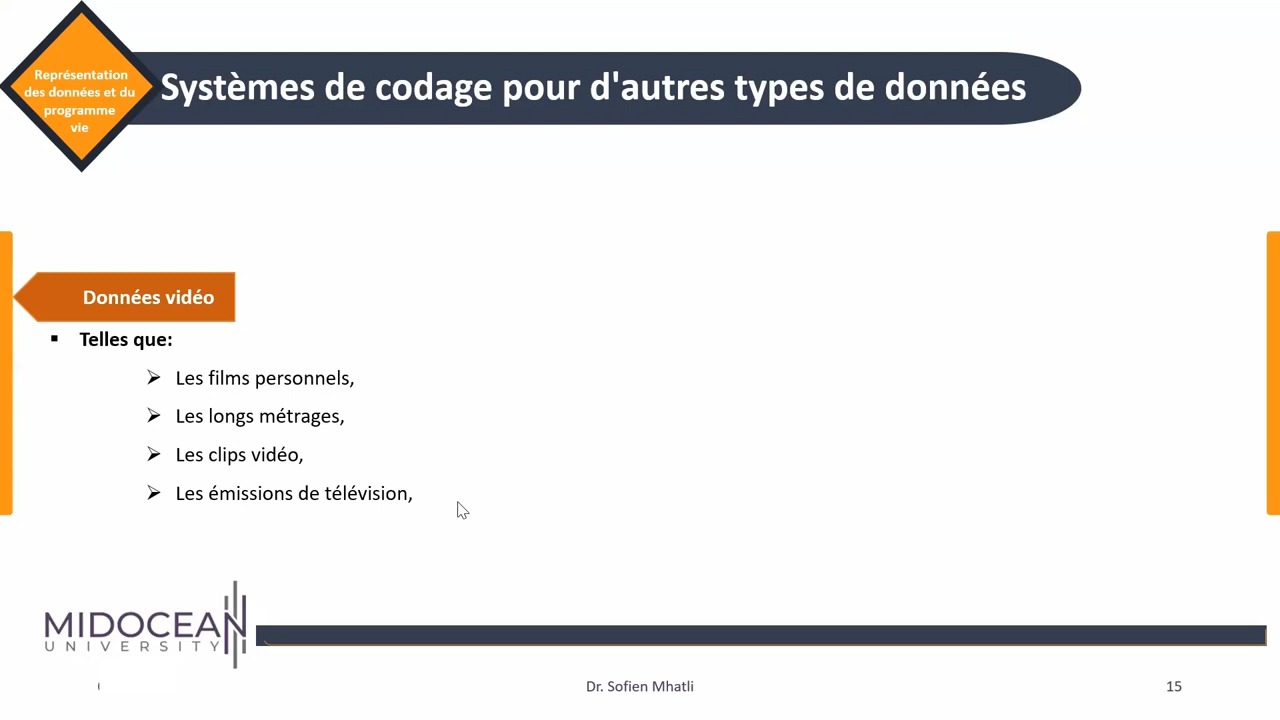 Représentation
des données et du
programme
vie
Systèmes de codage pour d'autres types de données
Données vidéo
▪ Telles que:
➢ Les films personnels,
➢ Les longs métrages,
➢ Les clips vidéo,
➢ Les émissions de télévision,
MIDOCEAN
UNIVERSITY
Dr. Sofien Mhatli
15